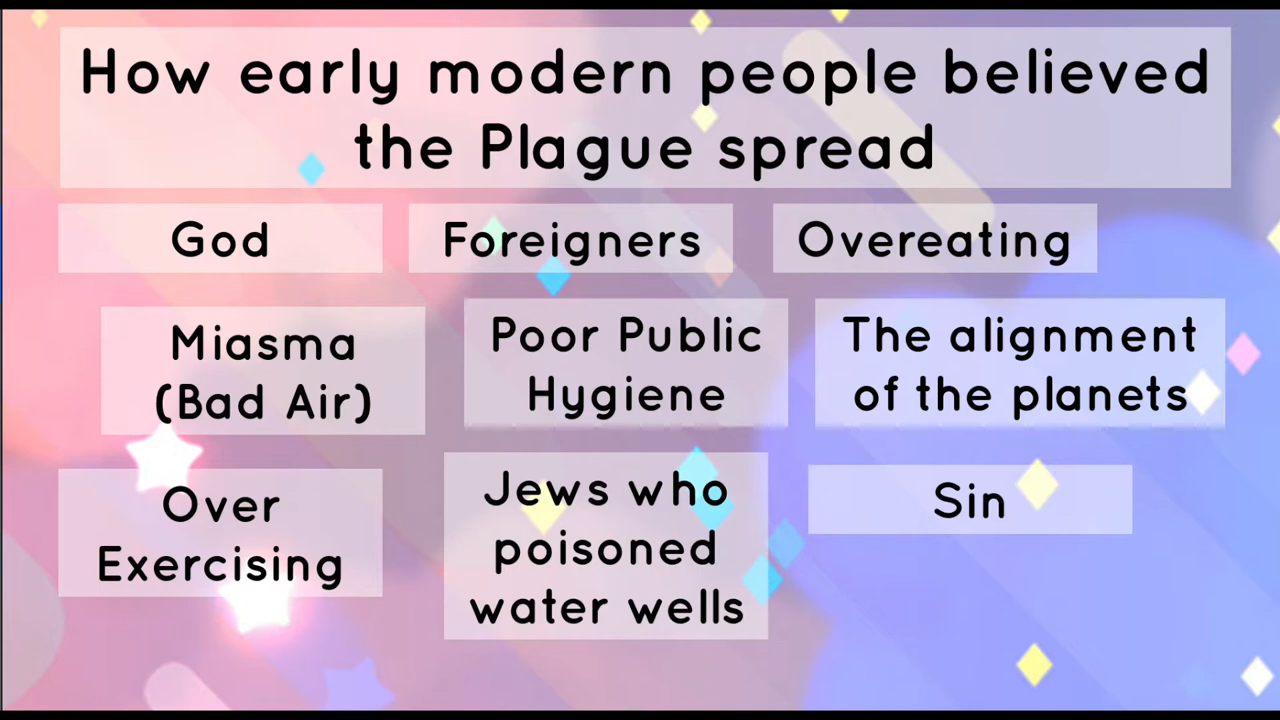 How early modern people believed
the Plague spread
God
Foreigners
Overeating
Miasma
(Bad Air)
Poor Public
Hygiene
The alignment
of the planets
Over
Exercising
Jews who
poisoned
water wells
Sin